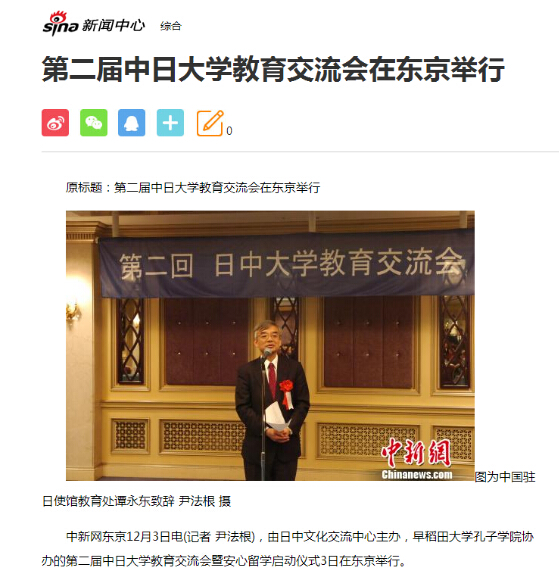 sina 新闻中心 综合
第二届中日大学教育交流会在东京举行
0
原标题：第二届中日大学教育交流会在东京举行
第二回 日中大学教育交流会
中新網
Chinanews.com
图为中国驻
日使馆教育处谭永东致辞 尹法根 摄
中新网东京12月3日电(记者 尹法根)，由日中文化交流中心主办，早稻田大学孔子学院协
办的第二届中日大学教育交流会暨安心留学启动仪式3日在东京举行。